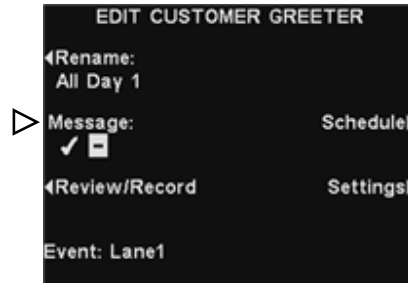 EDIT CUSTOMER GREETER
Rename:
All Day 1
Message: Schedule
✓ -
Review/Record Settings
Event: Lane1